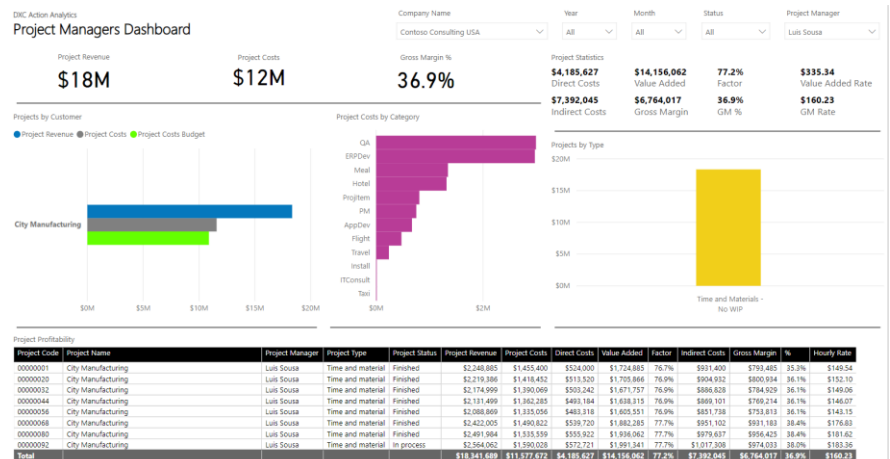 DXC Action Analytics
Project Managers Dashboard
Company Name Year Month Status Project Manager
Contoso Consulting USA All All All Luis Sousa
Project Revenue Project Costs Gross Margin %
$18M $12M 36.9%
Project Statistics
$4,185,627 $14,156,062 77.2% $335.34
Direct Costs Value Added Factor Value Added Rate
$7,392,045 $6,764,017 36.9% $160.23
Indirect Costs Gross Margin GM % GM Rate
Projects by Customer
Project Revenue Project Costs Project Costs Budget
City Manufacturing
$0M $5M $10M $15M $20M
Project Costs by Category
QA
ERPDev
Meal
Hotel
ProjItem
PM
AppDev
Flight
Travel
Install
ITConsult
Taxi
$0M $2M
Projects by Type
$20M
$15M
$10M
$5M
$0M
Time and Materials -
No WIP
Project Profitability
Project Code Project Name Project Manager Project Type Project Status Project Revenue Project Costs Direct Costs Value Added Factor Indirect Costs Gross Margin % Hourly Rate
00000001 City Manufacturing Luis Sousa Time and material Finished $2,248,885 $1,455,400 $524,000 $1,724,885 76.7% $931,400 $793,485 35.3% $149.54
00000020 City Manufacturing Luis Sousa Time and material Finished $2,219,386 $1,418,452 $513,520 $1,705,866 76.9% $904,932 $800,934 36.1% $152.10
00000032 City Manufacturing Luis Sousa Time and material Finished $2,174,999 $1,390,069 $503,242 $1,671,757 76.9% $886,828 $784,929 36.1% $149.06
00000044 City Manufacturing Luis Sousa Time and material Finished $2,131,499 $1,362,285 $493,184 $1,638,315 76.9% $869,101 $769,214 36.1% $146.07
00000056 City Manufacturing Luis Sousa Time and material Finished $2,088,869 $1,335,056 $483,318 $1,605,551 76.9% $851,738 $753,813 36.1% $143.15
00000068 City Manufacturing Luis Sousa Time and material Finished $2,422,005 $1,490,822 $539,720 $1,882,285 77.7% $951,102 $931,183 38.4% $176.83
00000080 City Manufacturing Luis Sousa Time and material Finished $2,491,984 $1,535,559 $555,922 $1,936,062 77.7% $979,637 $956,425 38.4% $181.62
00000092 City Manufacturing Luis Sousa Time and material In process $2,564,062 $1,590,028 $572,721 $1,991,341 77.7% $1,017,308 $974,033 38.0% $183.36
Total $18,341,689 $11,577,672 $4,185,627 $14,156,062 77.2% $7,392,045 $6,764,017 36.9% $160.23